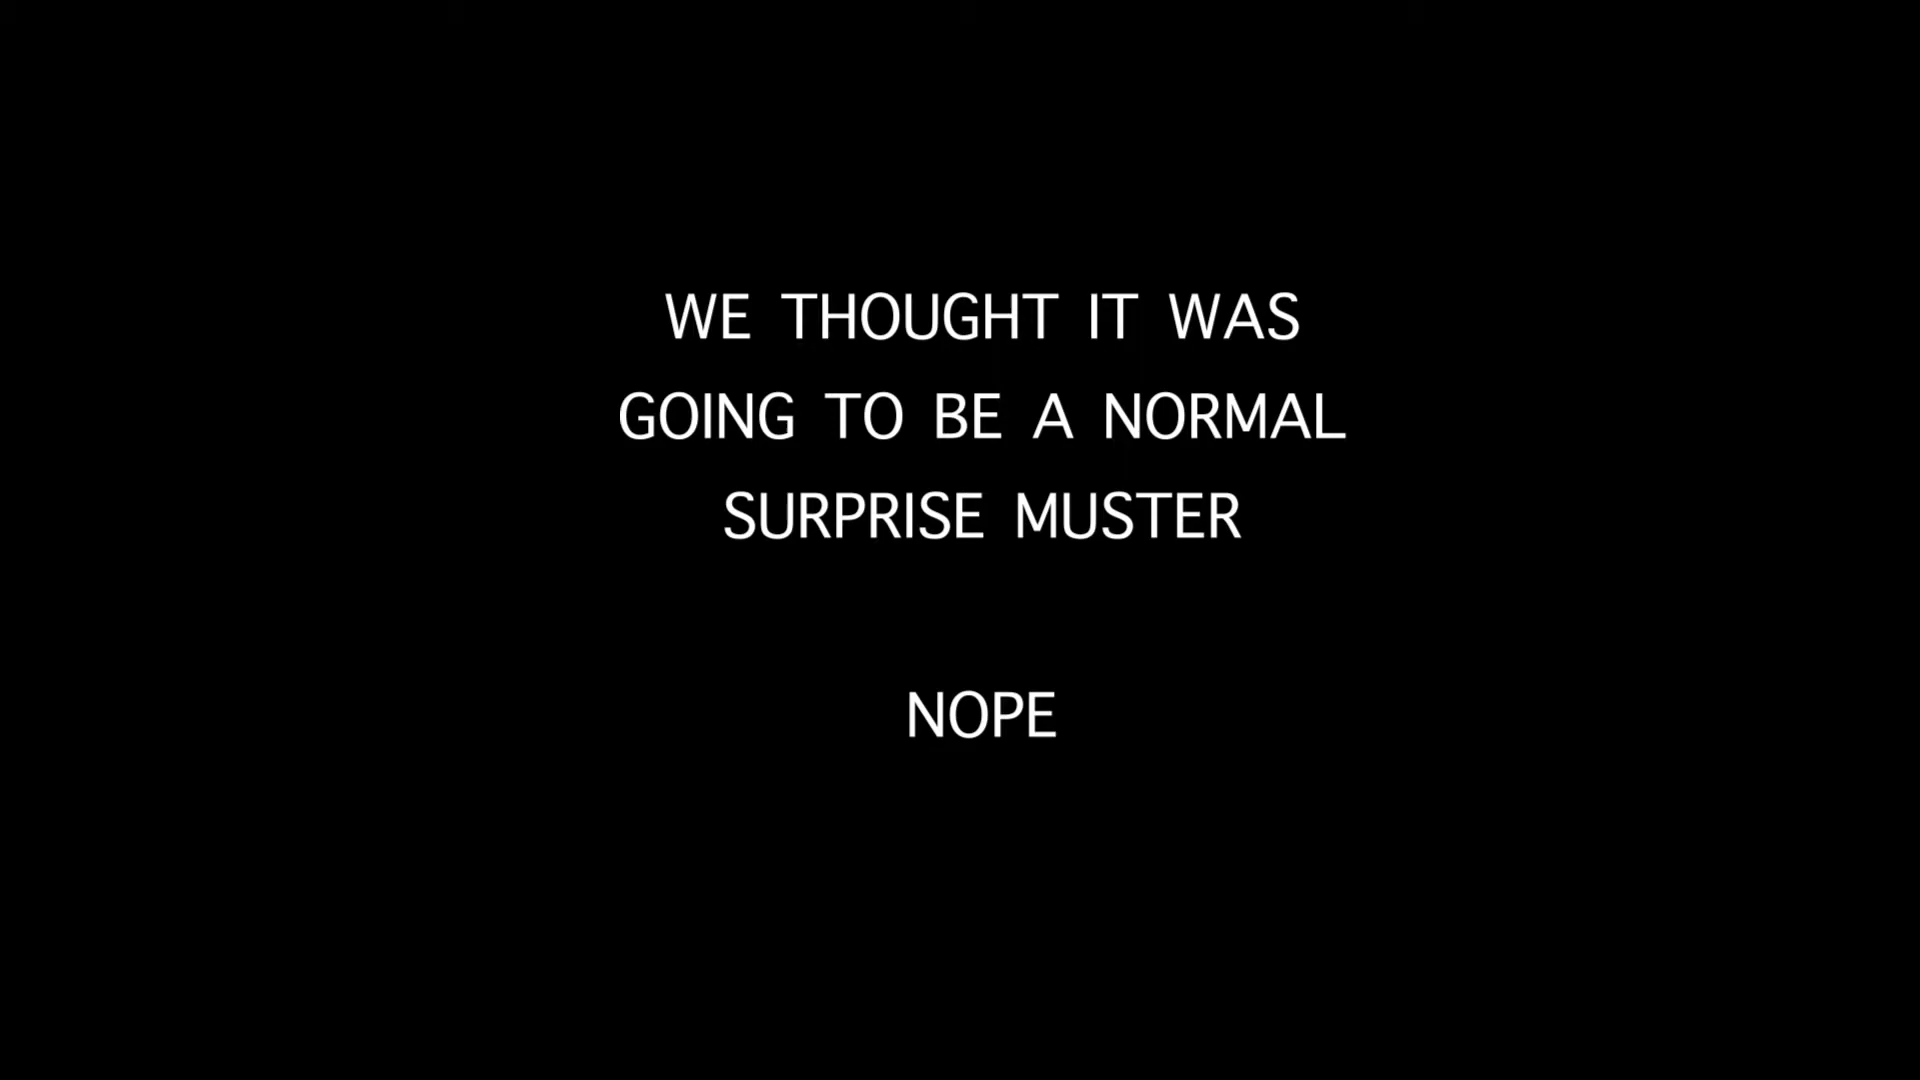 WE THOUGHT IT WAS
GOING TO BE A NORMAL
SURPRISE MUSTER
NOPE